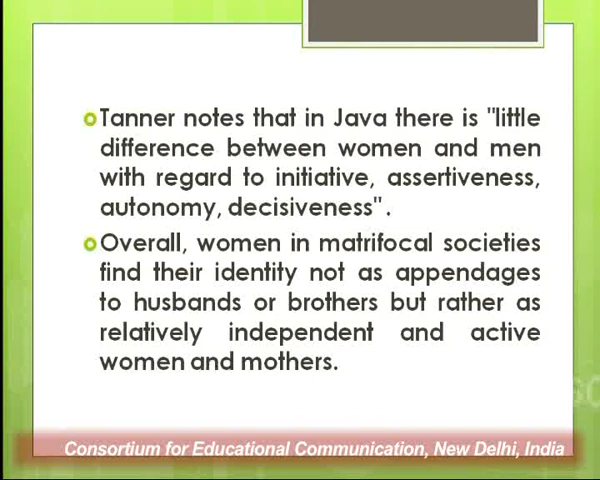 Tanner notes that in Java there is "little
difference between women and men
with regard to initiative, assertiveness,
autonomy, decisiveness" .
Overall, women in matrifocal societies
find their identity not as appendages
to husbands or brothers but rather as
relatively independent and active
women and mothers.
Consortium for Educational Communication, New Delhi, India